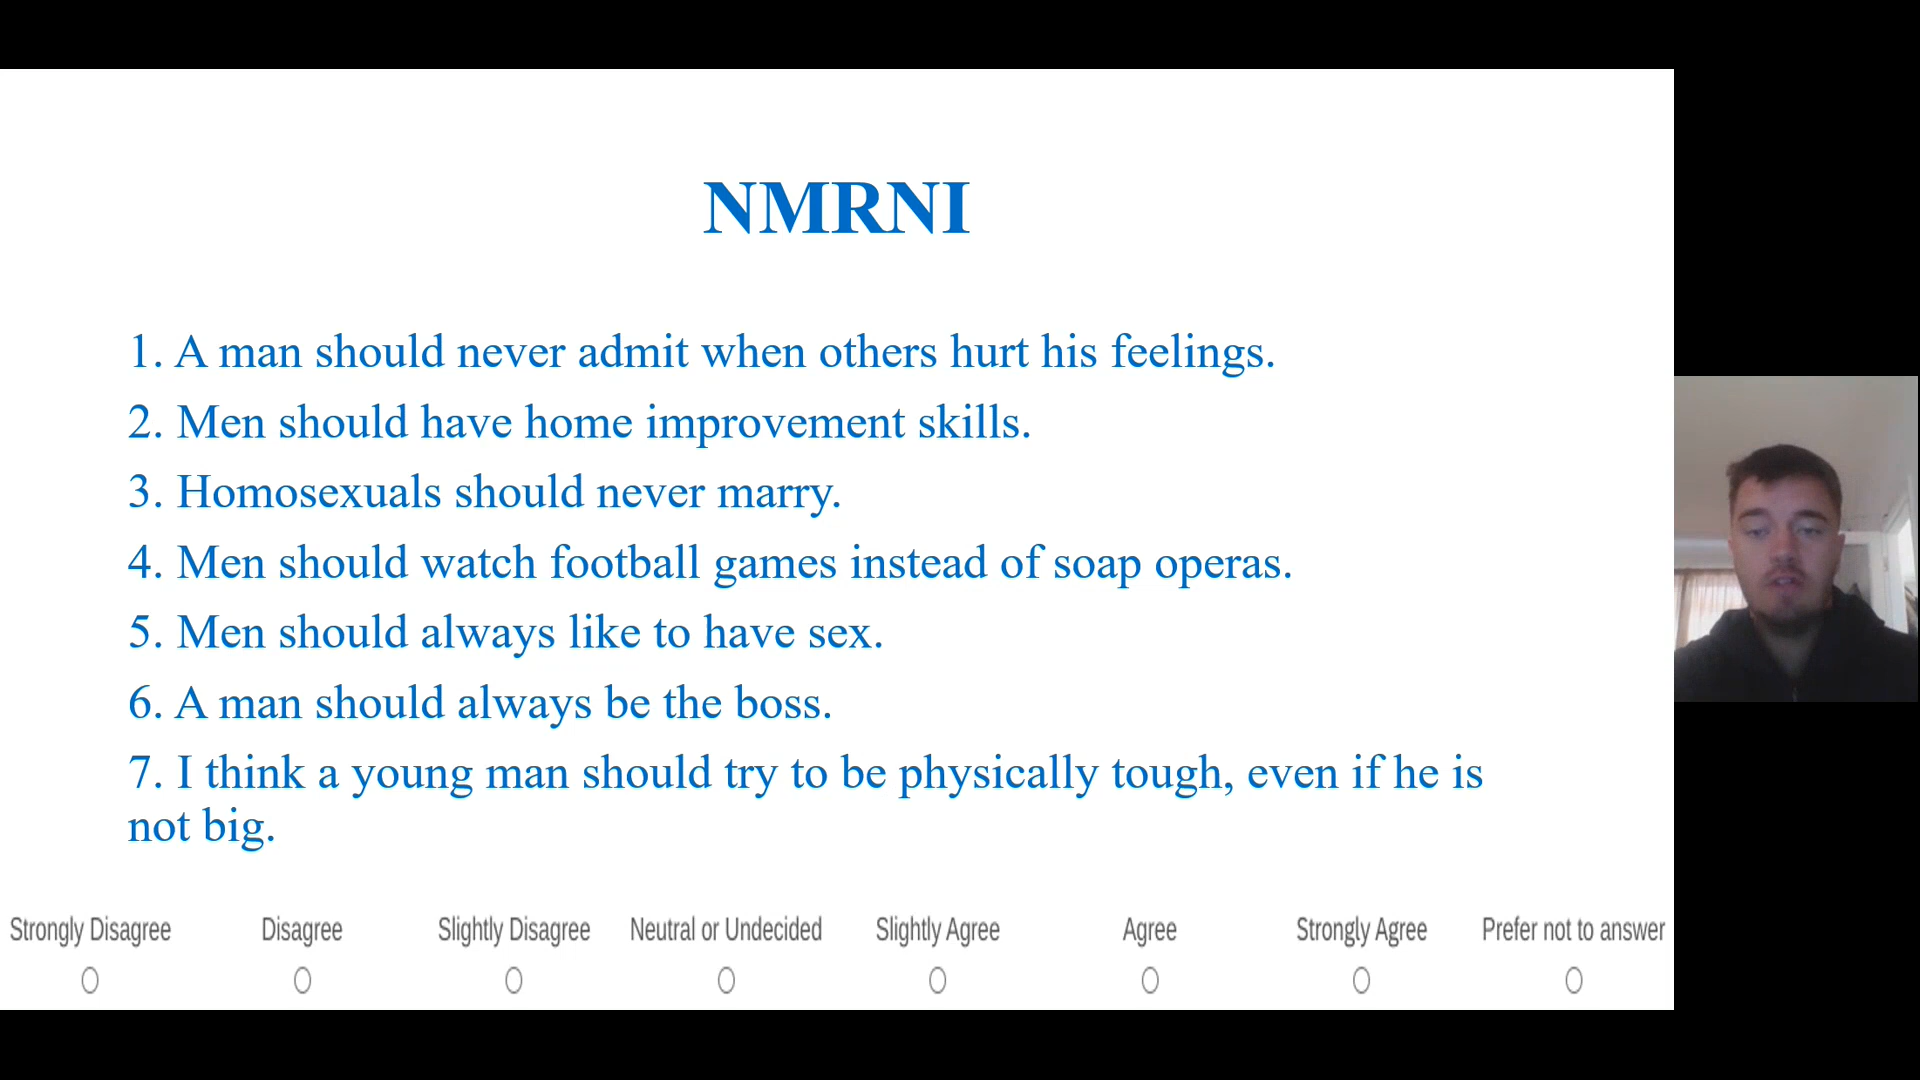 NMRNI
1. A man should never admit when others hurt his feelings.
2. Men should have home improvement skills.
3. Homosexuals should never marry.
4. Men should watch football games instead of soap operas.
5. Men should always like to have sex.
6. A man should always be the boss.
7. I think a young man should try to be physically tough, even if he is
not big.
Strongly Disagree Disagree Slightly Disagree Neutral or Undecided Slightly Agree Agree Strongly Agree Prefer not to answer